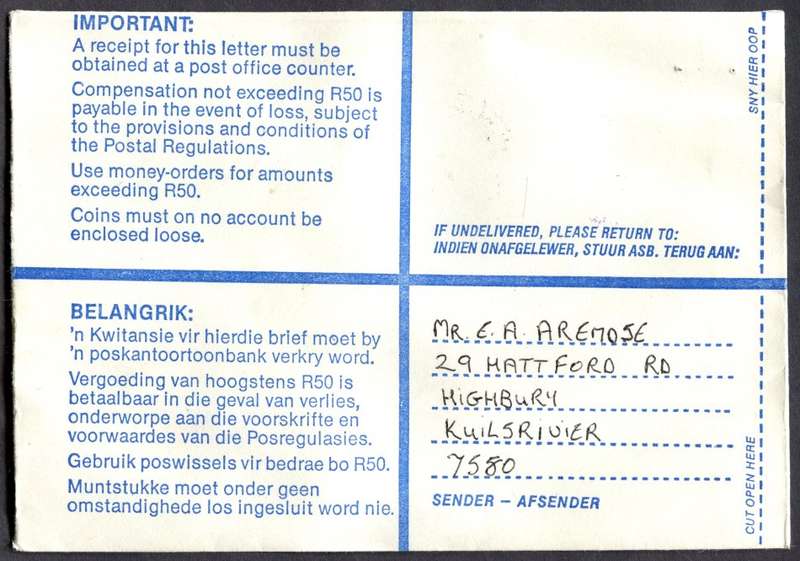 IMPORTANT:
A receipt for this letter must be
obtained at a post office counter.
Compensation not exceeding R50 is
payable in the event of loss, subject
to the provisions and conditions of
the Postal Regulations.
Use money-orders for amounts
exceeding R50.
Coins must on no account be
enclosed loose.
SNY HIER OOP
IF UNDELIVERED, PLEASE RETURN TO:
INDIEN ONAFGELEWER, STUUR ASB. TERUG AAN:
BELANGRIK:
'n Kwitansie vir hierdie brief moet by
'n poskantoortoonbank verkry word.
Vergoeding van hoogstens R50 is
betaalbaar in die geval van verlies,
onderworpe aan die voorskrifte en
voorwaardes van die Posregulasies.
Gebruik poswissels vir bedrae bo R50.
Muntstukke moet onder geen
omstandighede los ingesluit word nie.
MR. E. A. AREMOSE
29 HATTFORD RD
HIGHBURY
KUILSRIVIER
7580
SENDER – AFSENDER
CUT OPEN HERE